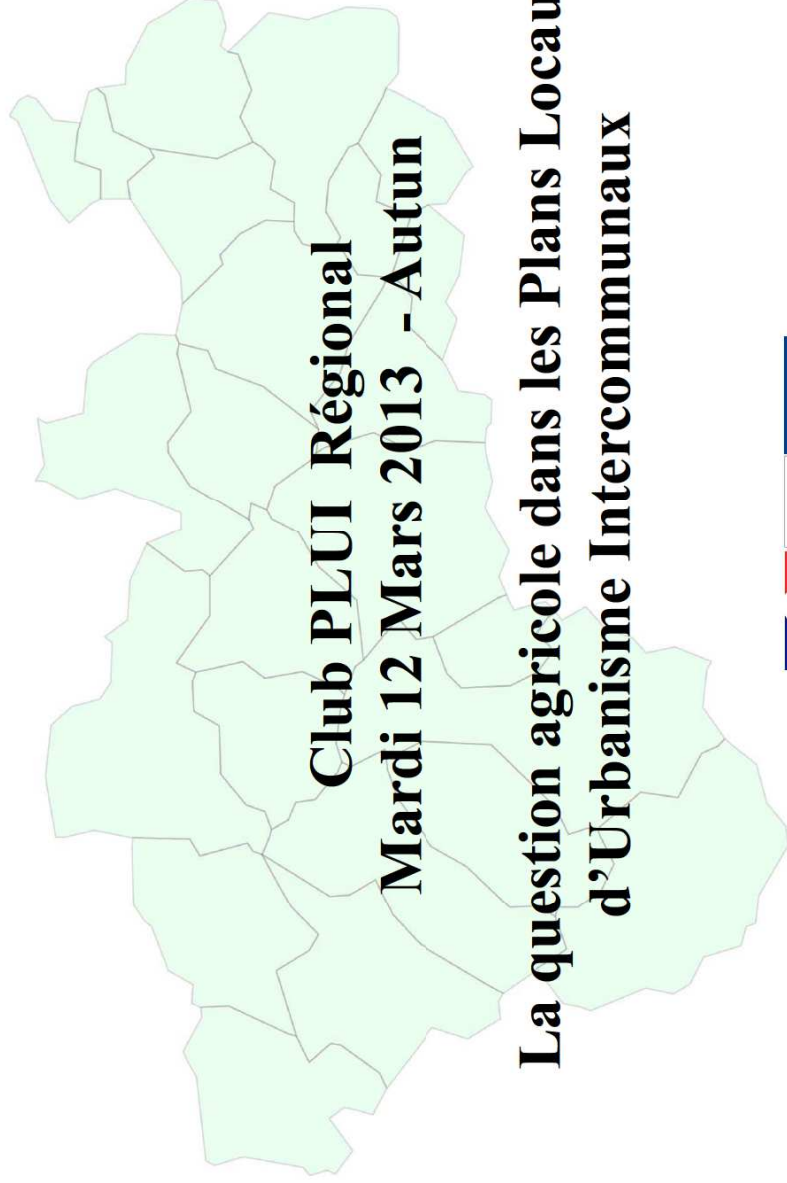 Club PLUI Régional
Mardi 12 Mars 2013 - Autun
La question agricole dans les Plans Locau
d’Urbanisme Intercommunaux